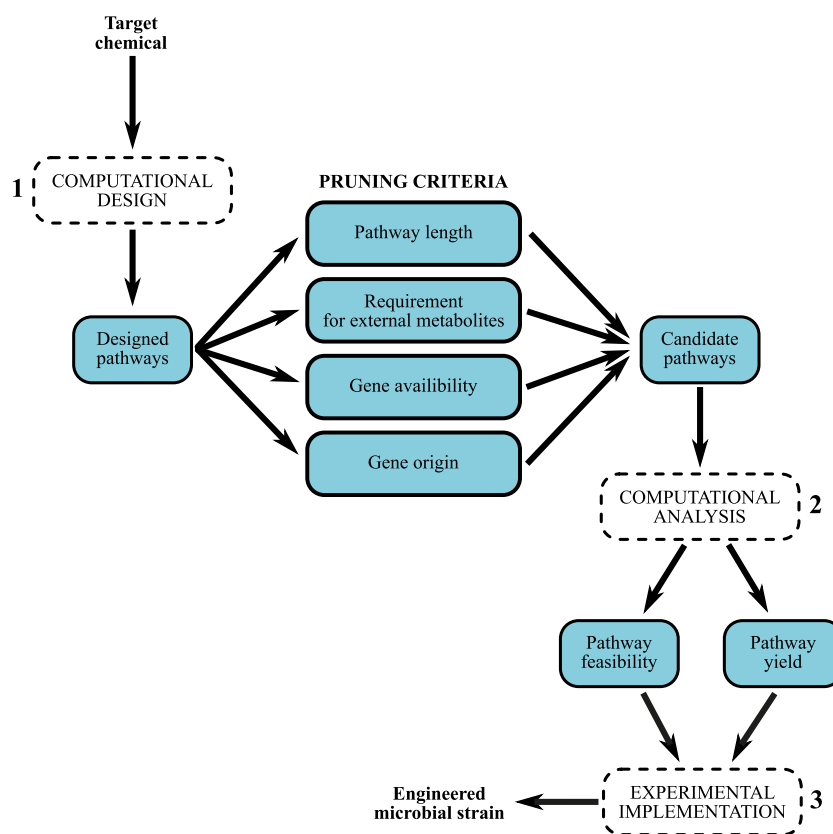 Target
chemical
1
COMPUTATIONAL
DESIGN
PRUNING CRITERIA
Pathway length
Requirement
for external metabolites
Gene availibility
Gene origin
Designed
pathways
Candidate
pathways
COMPUTATIONAL
ANALYSIS
2
Pathway
feasibility
Pathway
yield
EXPERIMENTAL
IMPLEMENTATION
3
Engineered
microbial strain